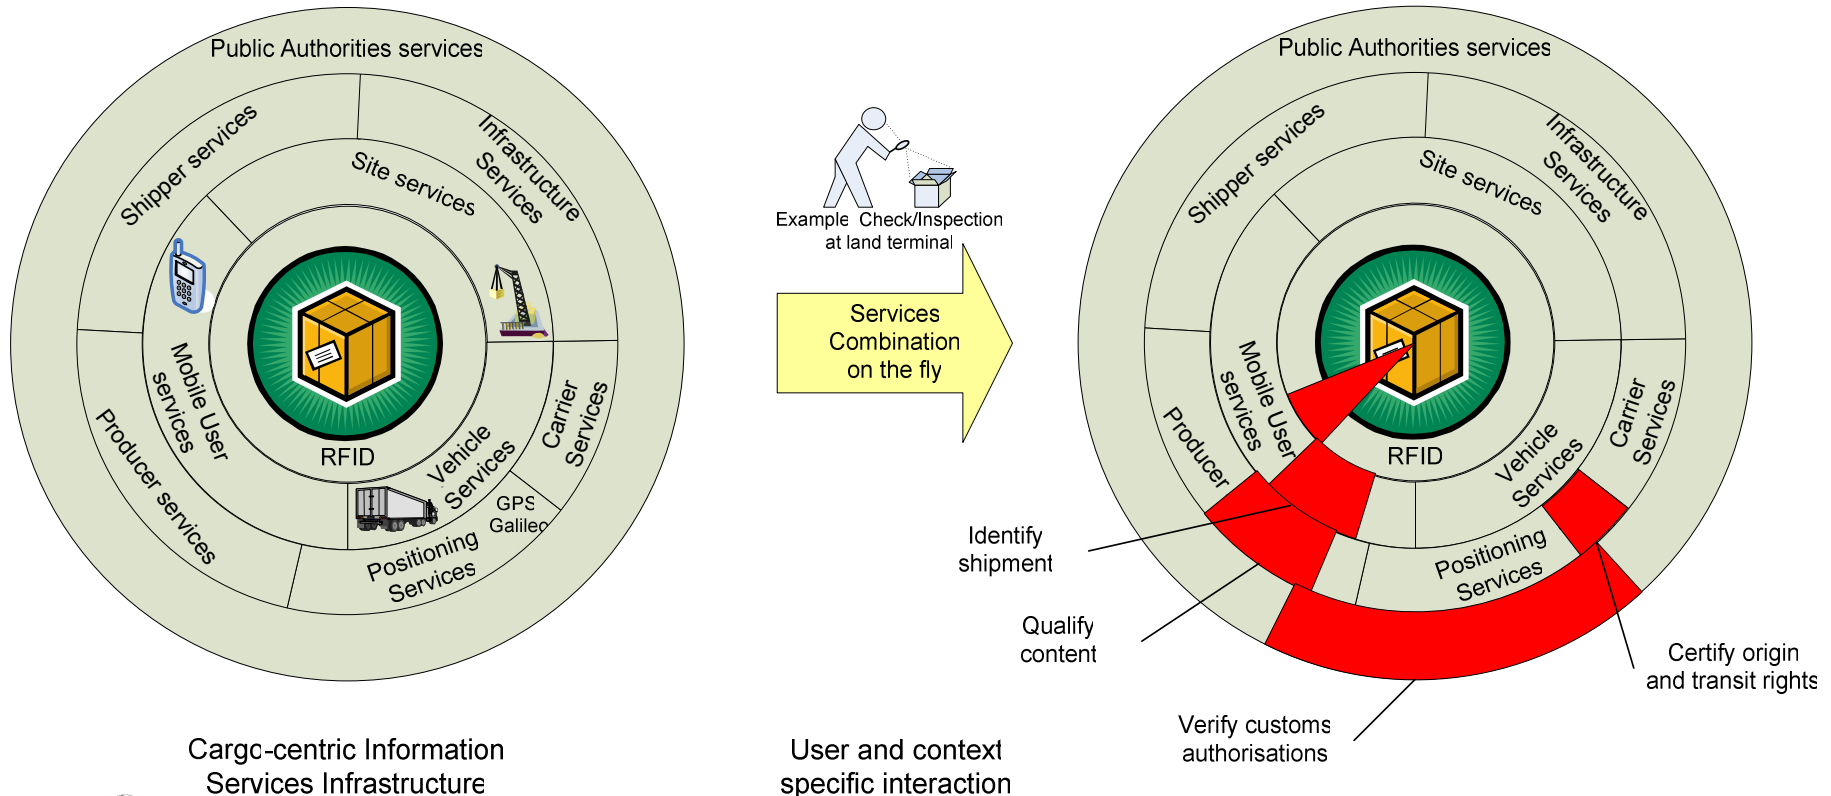 Public Authorities services
Shipper services
Infrastructure
Services
Site services
Mobile User
services
RFID
Vehicle
Services
Carrier
Services
GPS
Galileo
Producer services
Positioning
Services
Cargo-centric Information
Services Infrastructure
Example Check/Inspection
at land terminal
Services
Combination
on the fly
User and context
specific interaction
Public Authorities services
Shipper services
Infrastructure
Services
Site services
Mobile User
services
RFID
Vehicle
Services
Carrier
Services
Producer
Positioning
Services
Identify
shipment
Qualify
content
Verify customs
authorisations
Certify origin
and transit rights